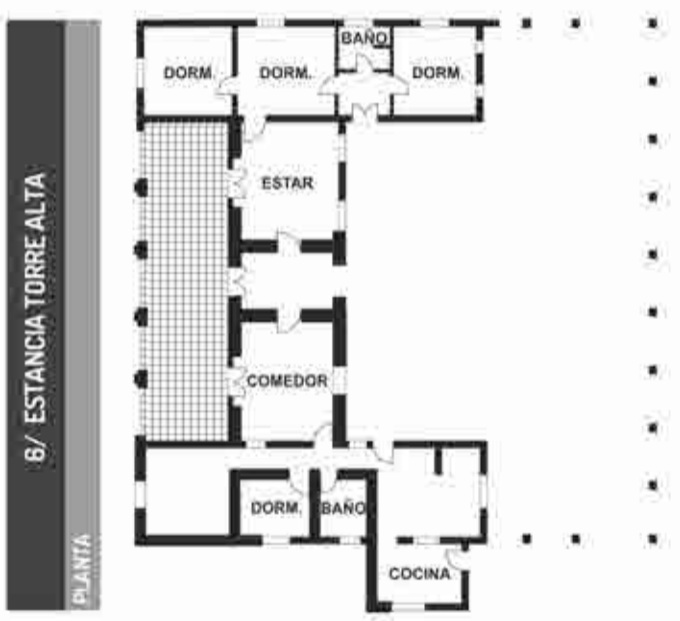 6/ ESTANCIA TORRE ALTA
PLANTA
BAÑO
DORM.
DORM.
DORM.
ESTAR
COMEDOR
DORM.
BAÑO
COCINA